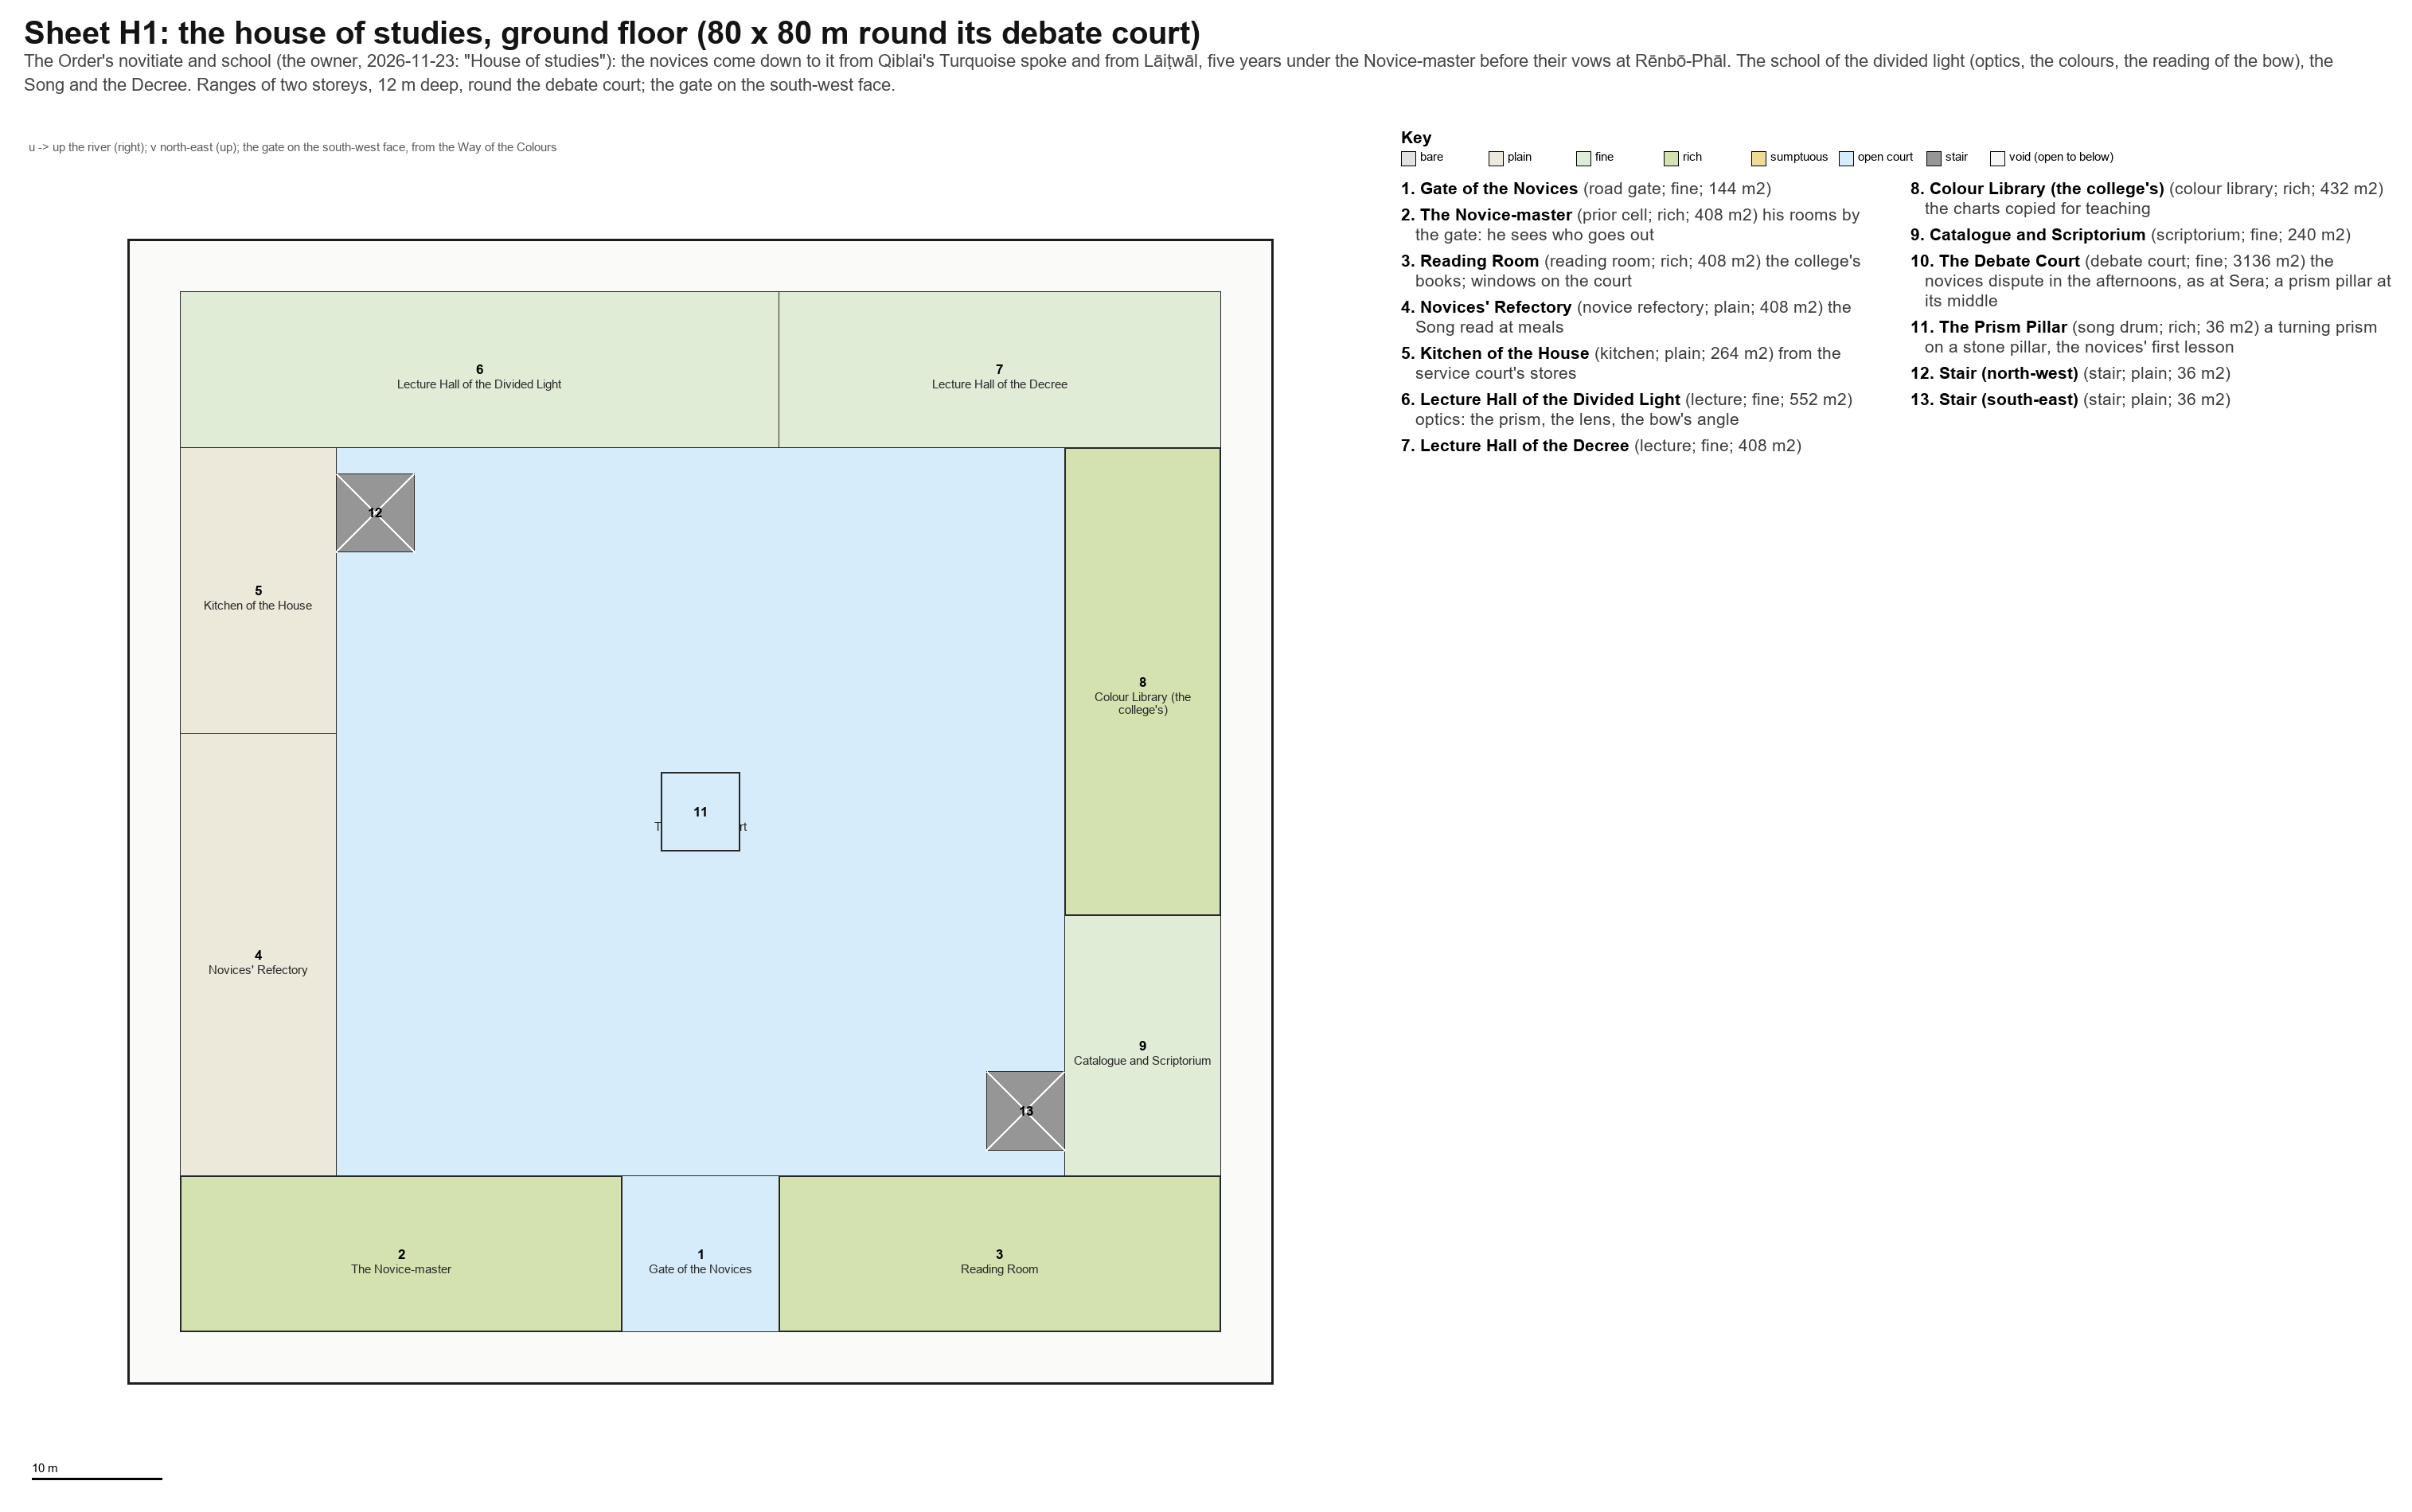 Sheet H1: the house of studies, ground floor (80 x 80 m round its debate court)
The Order's novitiate and school (the owner, 2026-11-23: "House of studies"): the novices come down to it from Qiblai's Turquoise spoke and from Lāiṭwāl, five years under the Novice-master before their vows at Rēnbō-Phāl. The school of the divided light (optics, the colours, the reading of the bow), the
Song and the Decree. Ranges of two storeys, 12 m deep, round the debate court; the gate on the south-west face.
u -> up the river (right); v north-east (up); the gate on the south-west face, from the Way of the Colours
6
Lecture Hall of the Divided Light
7
Lecture Hall of the Decree
12
5
Kitchen of the House
8
Colour Library (the
college's)
11
4
Novices' Refectory
9
Catalogue and Scriptorium
13
2
The Novice-master
1
Gate of the Novices
3
Reading Room
10 m
Key
bare
plain
fine
rich
sumptuous
open court
stair
void (open to below)
1. Gate of the Novices (road gate; fine; 144 m2)
2. The Novice-master (prior cell; rich; 408 m2) his rooms by
the gate: he sees who goes out
3. Reading Room (reading room; rich; 408 m2) the college's
books; windows on the court
4. Novices' Refectory (novice refectory; plain; 408 m2) the
Song read at meals
5. Kitchen of the House (kitchen; plain; 264 m2) from the
service court's stores
6. Lecture Hall of the Divided Light (lecture; fine; 552 m2)
optics: the prism, the lens, the bow's angle
7. Lecture Hall of the Decree (lecture; fine; 408 m2)
8. Colour Library (the college's) (colour library; rich; 432 m2)
the charts copied for teaching
9. Catalogue and Scriptorium (scriptorium; fine; 240 m2)
10. The Debate Court (debate court; fine; 3136 m2) the
novices dispute in the afternoons, as at Sera; a prism pillar at
its middle
11. The Prism Pillar (song drum; rich; 36 m2) a turning prism
on a stone pillar, the novices' first lesson
12. Stair (north-west) (stair; plain; 36 m2)
13. Stair (south-east) (stair; plain; 36 m2)